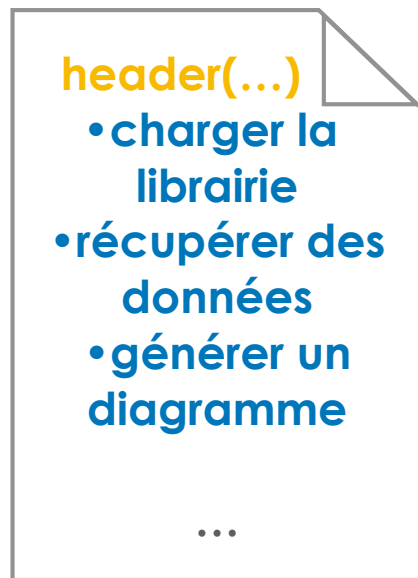 header(…)
•charger la
librairie
•récupérer des
données
•générer un
diagramme
…